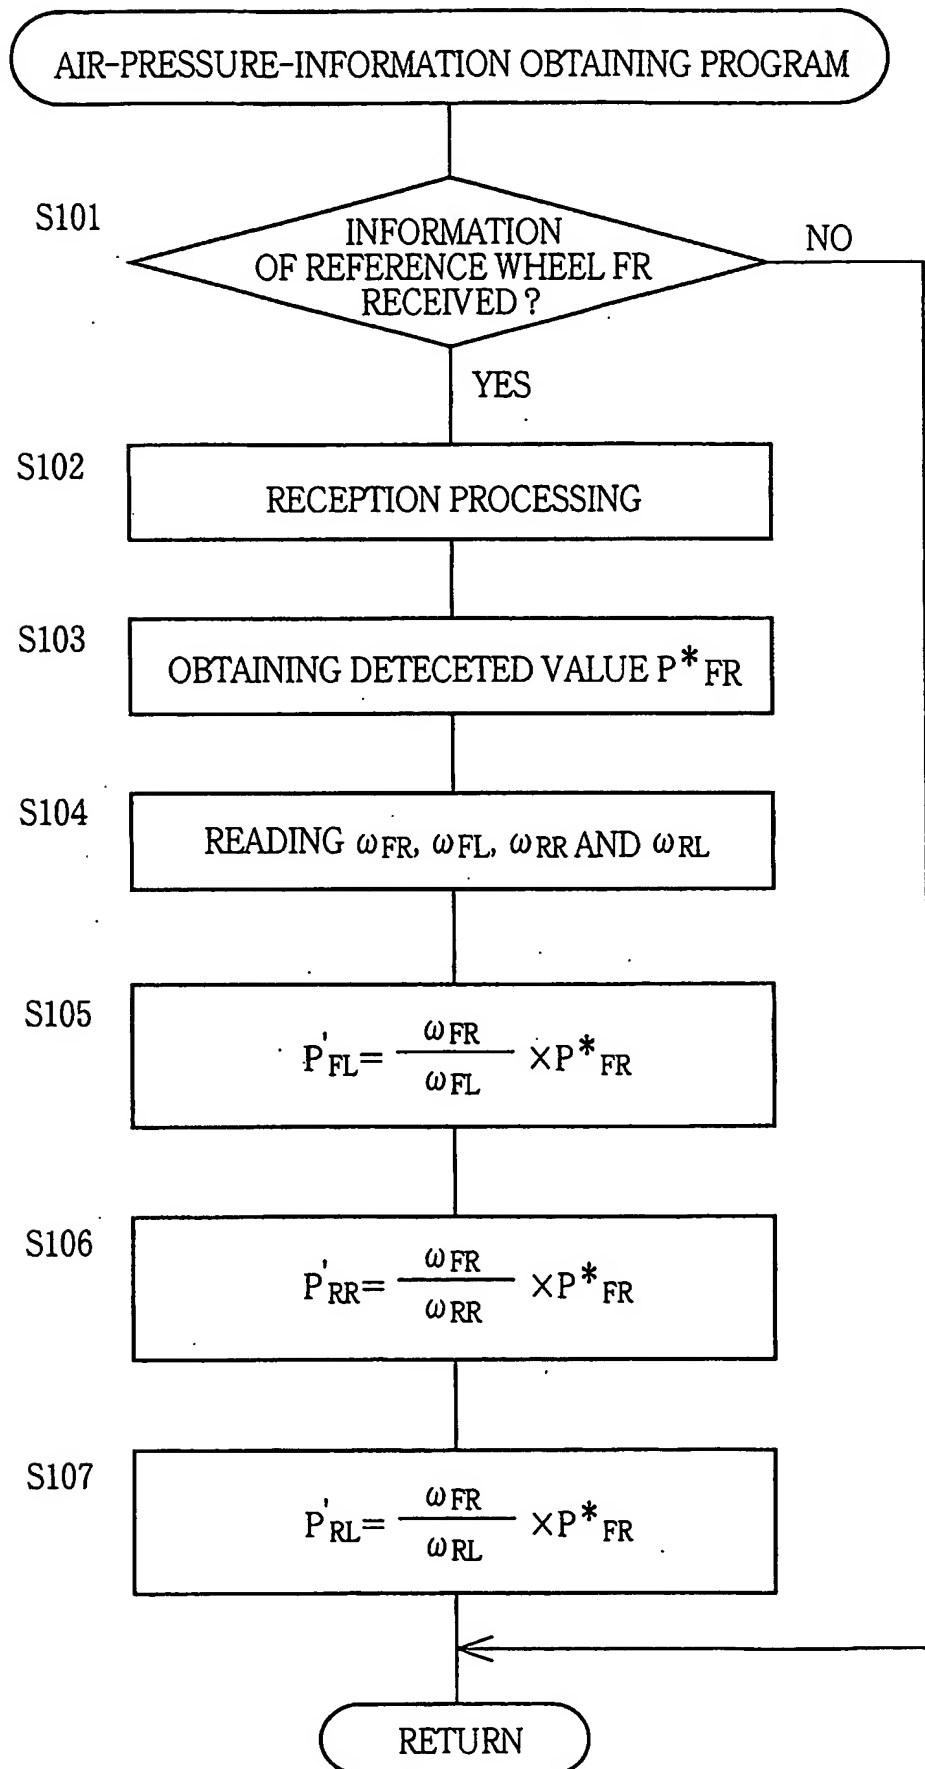 AIR-PRESSURE-INFORMATION OBTAINING PROGRAM
S101
INFORMATION
OF REFERENCE WHEEL FR
RECEIVED ?
NO
YES
S102
RECEPTION PROCESSING
S103
OBTAINING DETECETED VALUE P*FR
S104
READING ωFR, ωFL, ωRR AND ωRL
S105
P'FL= ωFR/ωFL ×P*FR
S106
P'RR= ωFR/ωRR ×P*FR
S107
P'RL= ωFR/ωRL ×P*FR
RETURN